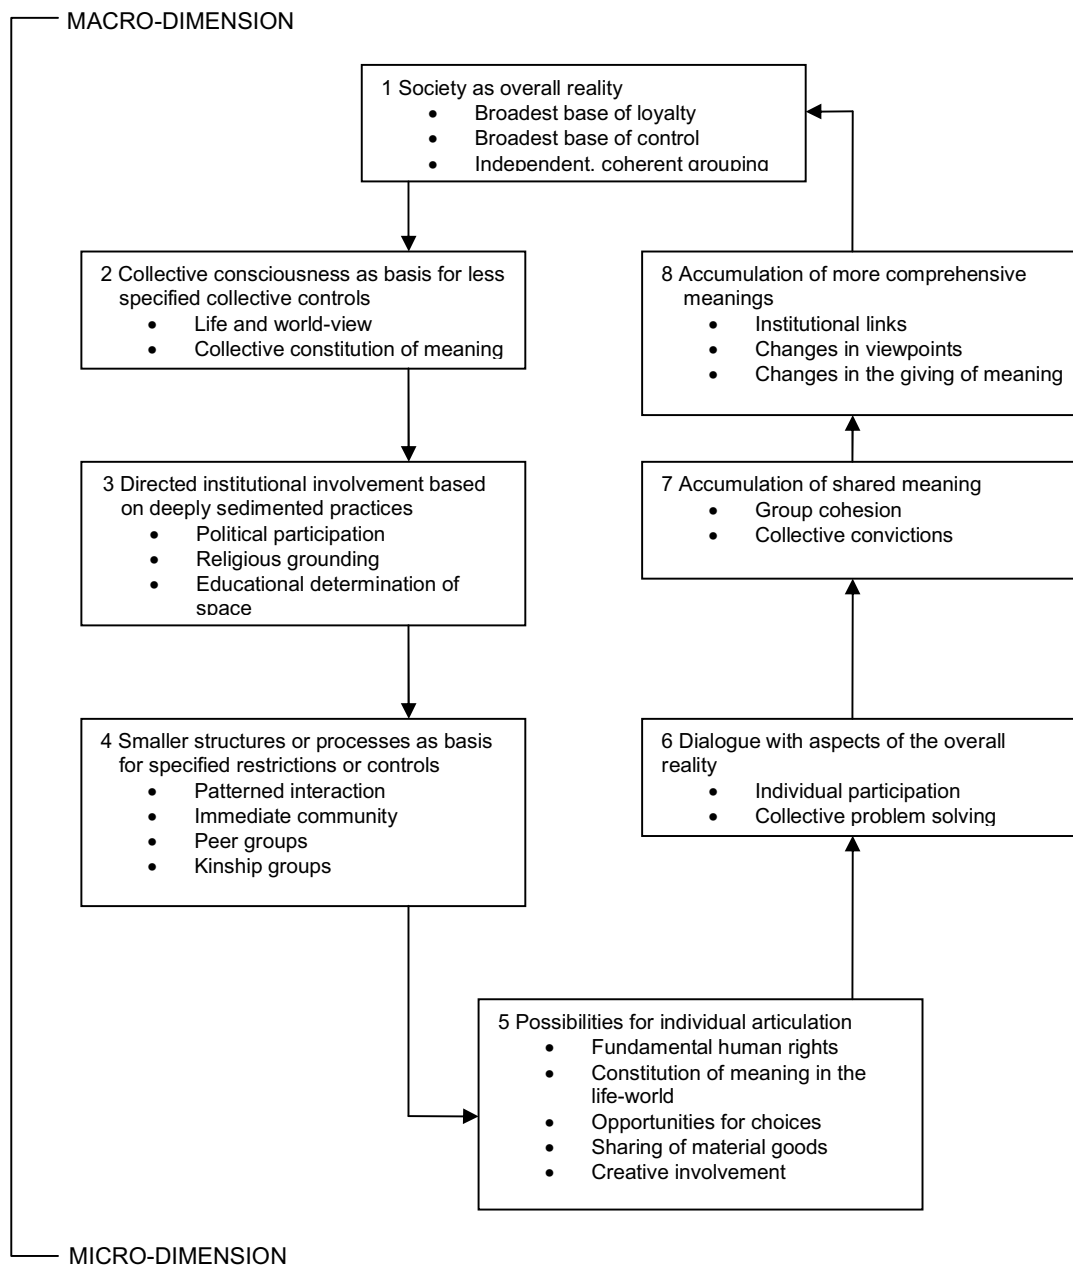 MACRO-DIMENSION
1 Society as overall reality
• Broadest base of loyalty
• Broadest base of control
• Independent, coherent grouping
2 Collective consciousness as basis for less
specified collective controls
• Life and world-view
• Collective constitution of meaning
3 Directed institutional involvement based
on deeply sedimented practices
• Political participation
• Religious grounding
• Educational determination of
space
4 Smaller structures or processes as basis
for specified restrictions or controls
• Patterned interaction
• Immediate community
• Peer groups
• Kinship groups
5 Possibilities for individual articulation
• Fundamental human rights
• Constitution of meaning in the
life-world
• Opportunities for choices
• Sharing of material goods
• Creative involvement
6 Dialogue with aspects of the overall
reality
• Individual participation
• Collective problem solving
7 Accumulation of shared meaning
• Group cohesion
• Collective convictions
8 Accumulation of more comprehensive
meanings
• Institutional links
• Changes in viewpoints
• Changes in the giving of meaning
MICRO-DIMENSION